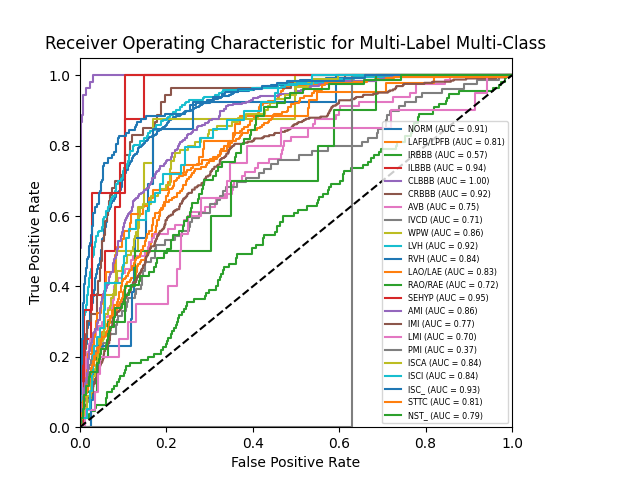 Receiver Operating Characteristic for Multi-Label Multi-Class
True Positive Rate
1.0
0.8
0.6
0.4
0.2
0.0
NORM (AUC = 0.91)
LAFB/LPFB (AUC = 0.81)
IRBBB (AUC = 0.57)
ILBBB (AUC = 0.94)
CLBBB (AUC = 1.00)
CRBBB (AUC = 0.92)
AVB (AUC = 0.75)
IVCD (AUC = 0.71)
WPW (AUC = 0.86)
LVH (AUC = 0.92)
RVH (AUC = 0.84)
LAO/LAE (AUC = 0.83)
RAO/RAE (AUC = 0.72)
SEHYP (AUC = 0.95)
AMI (AUC = 0.86)
IMI (AUC = 0.77)
LMI (AUC = 0.70)
PMI (AUC = 0.37)
ISCA (AUC = 0.84)
ISCI (AUC = 0.84)
ISC_ (AUC = 0.93)
STTC (AUC = 0.81)
NST_ (AUC = 0.79)
0.0 0.2 0.4 0.6 0.8 1.0
False Positive Rate